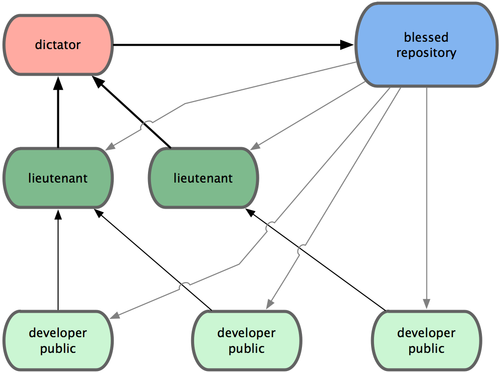 dictator
blessed
repository
lieutenant
lieutenant
developer
public
developer
public
developer
public